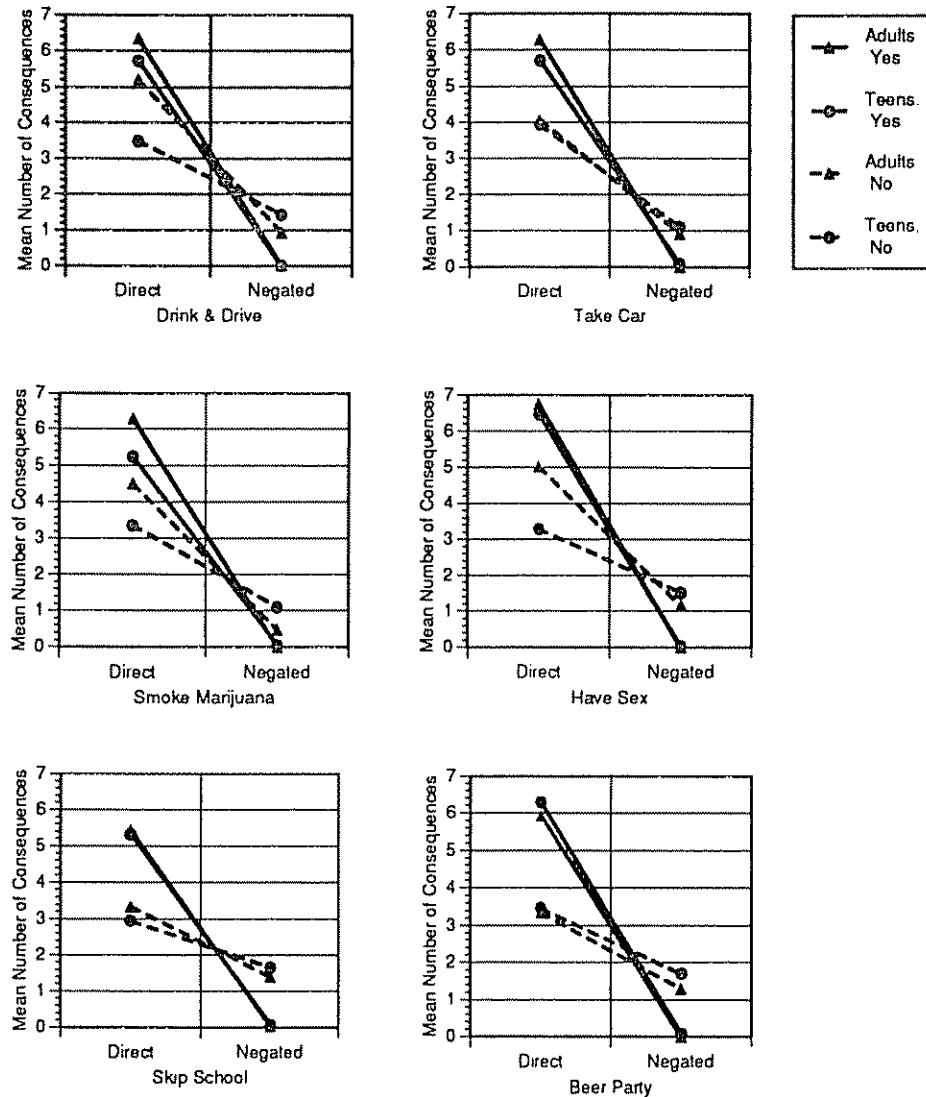 Mean Number of Consequences
7
6
5
4
3
2
1
0
Direct Negated
Drink & Drive
Mean Number of Consequences
7
6
5
4
3
2
1
0
Direct Negated
Take Car
Adults
Yes
Teens.
Yes
Adults
No
Teens.
No
Mean Number of Consequences
7
6
5
4
3
2
1
0
Direct Negated
Smoke Marijuana
Mean Number of Consequences
7
6
5
4
3
2
1
0
Direct Negated
Have Sex
Mean Number of Consequences
7
6
5
4
3
2
1
0
Direct Negated
Skip School
Mean Number of Consequences
7
6
5
4
3
2
1
0
Direct Negated
Beer Party